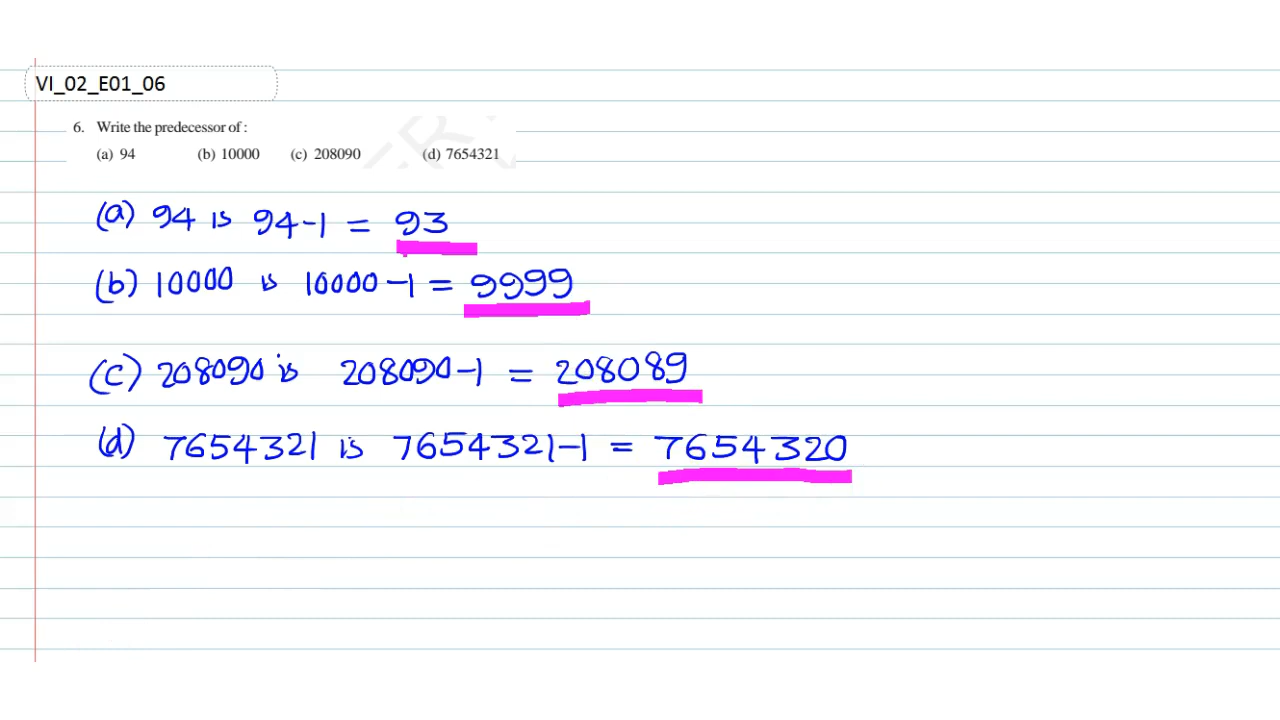 VI_02_E01_06
6. Write the predecessor of :
(a) 94 (b) 10000 (c) 208090 (d) 7654321
(a) 94 is 94-1 = 93
(b) 10000 is 10000-1 = 9999
(c) 208090 is 208090-1 = 208089
(d) 7654321 is 7654321-1 = 7654320